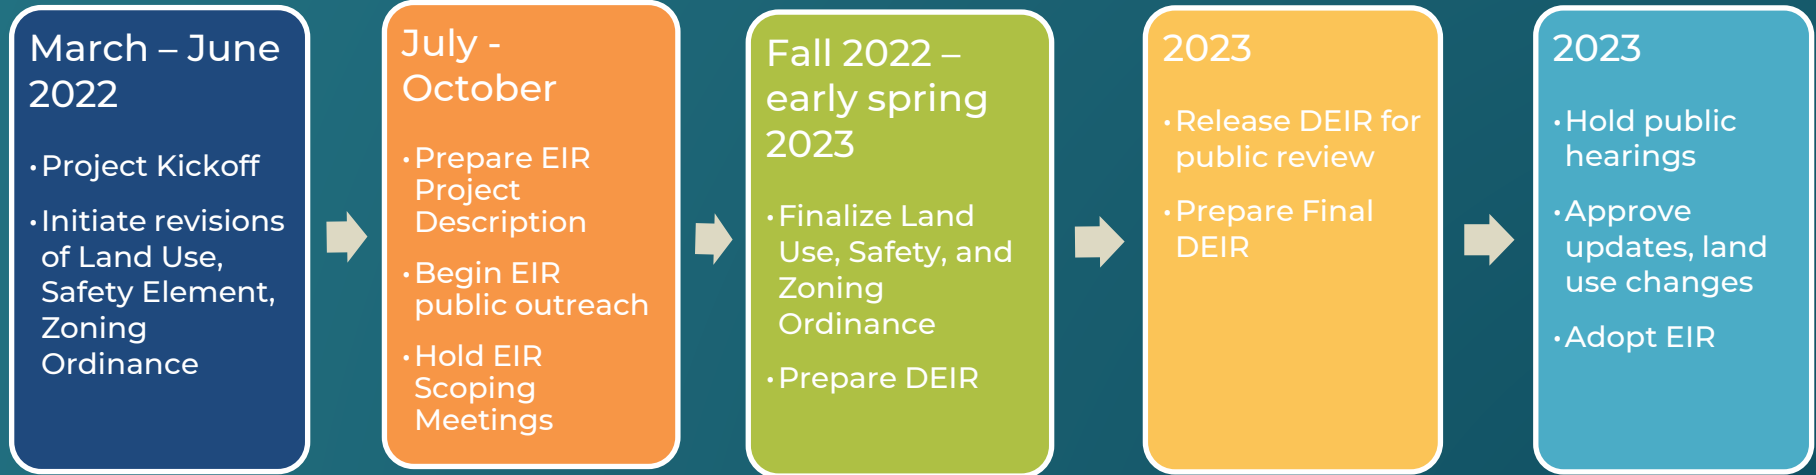 March – June
2022
·Project Kickoff
·Initiate revisions
of Land Use,
Safety Element,
Zoning
Ordinance
July -
October
·Prepare EIR
Project
Description
·Begin EIR
public outreach
·Hold EIR
Scoping
Meetings
Fall 2022 –
early spring
2023
·Finalize Land
Use, Safety, and
Zoning
Ordinance
·Prepare DEIR
2023
·Release DEIR for
public review
·Prepare Final
DEIR
2023
·Hold public
hearings
·Approve
updates, land
use changes
·Adopt EIR